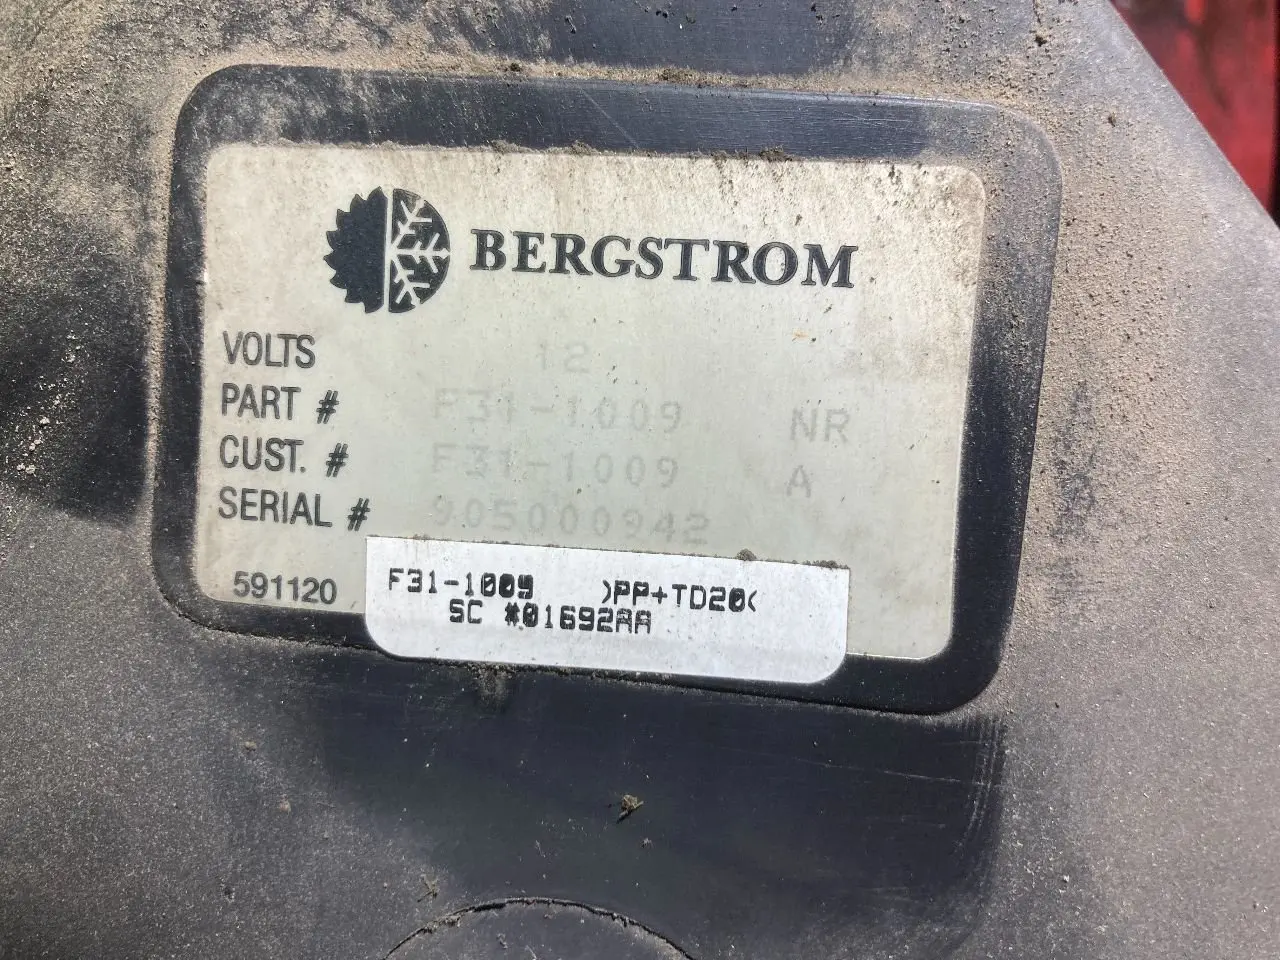 BERGSTROM
VOLTS 12
PART # F31-1009 NR
CUST. # F31-1009 A
SERIAL # 905000942
591120
F31-1009 )PP+TD20(
SC #01692AA